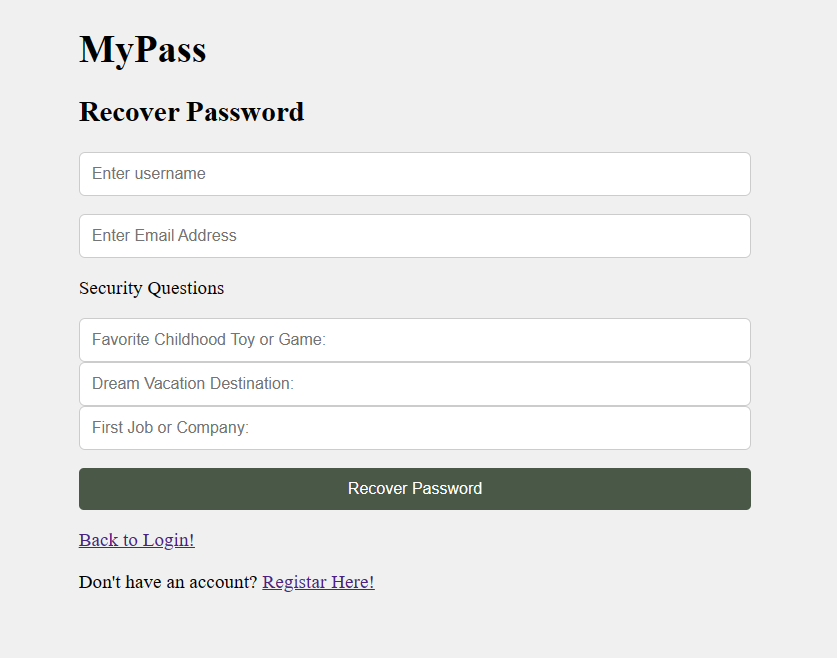 MyPass
Recover Password
Enter username
Enter Email Address
Security Questions
Favorite Childhood Toy or Game:
Dream Vacation Destination:
First Job or Company:
Recover Password
Back to Login!
Don't have an account? Registar Here!